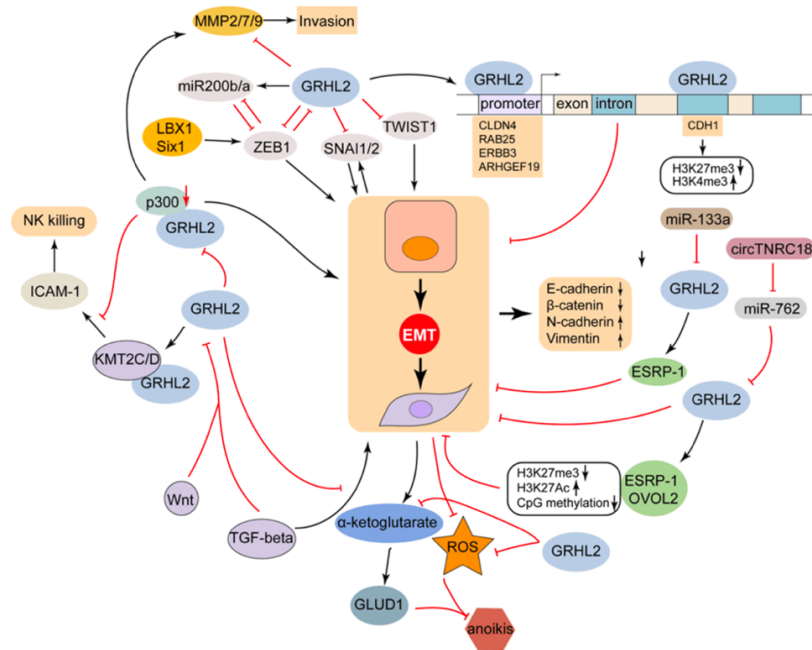 MMP2/7/9
Invasion
miR200b/a
GRHL2
LBX1
Six1
ZEB1
SNAI1/2
TWIST1
GRHL2
promoter
exon
intron
GRHL2
CLDN4
RAB25
ERBB3
ARHGEF19
CDH1
H3K27me3
H3K4me3
p300
GRHL2
NK killing
ICAM-1
GRHL2
KMT2C/D
GRHL2
Wnt
TGF-beta
EMT
E-cadherin
β-catenin
N-cadherin
Vimentin
miR-133a
circTNRC18
GRHL2
miR-762
ESRP-1
GRHL2
H3K27me3
H3K27Ac
CpG methylation
ESRP-1
OVOL2
α-ketoglutarate
ROS
GRHL2
GLUD1
anoikis